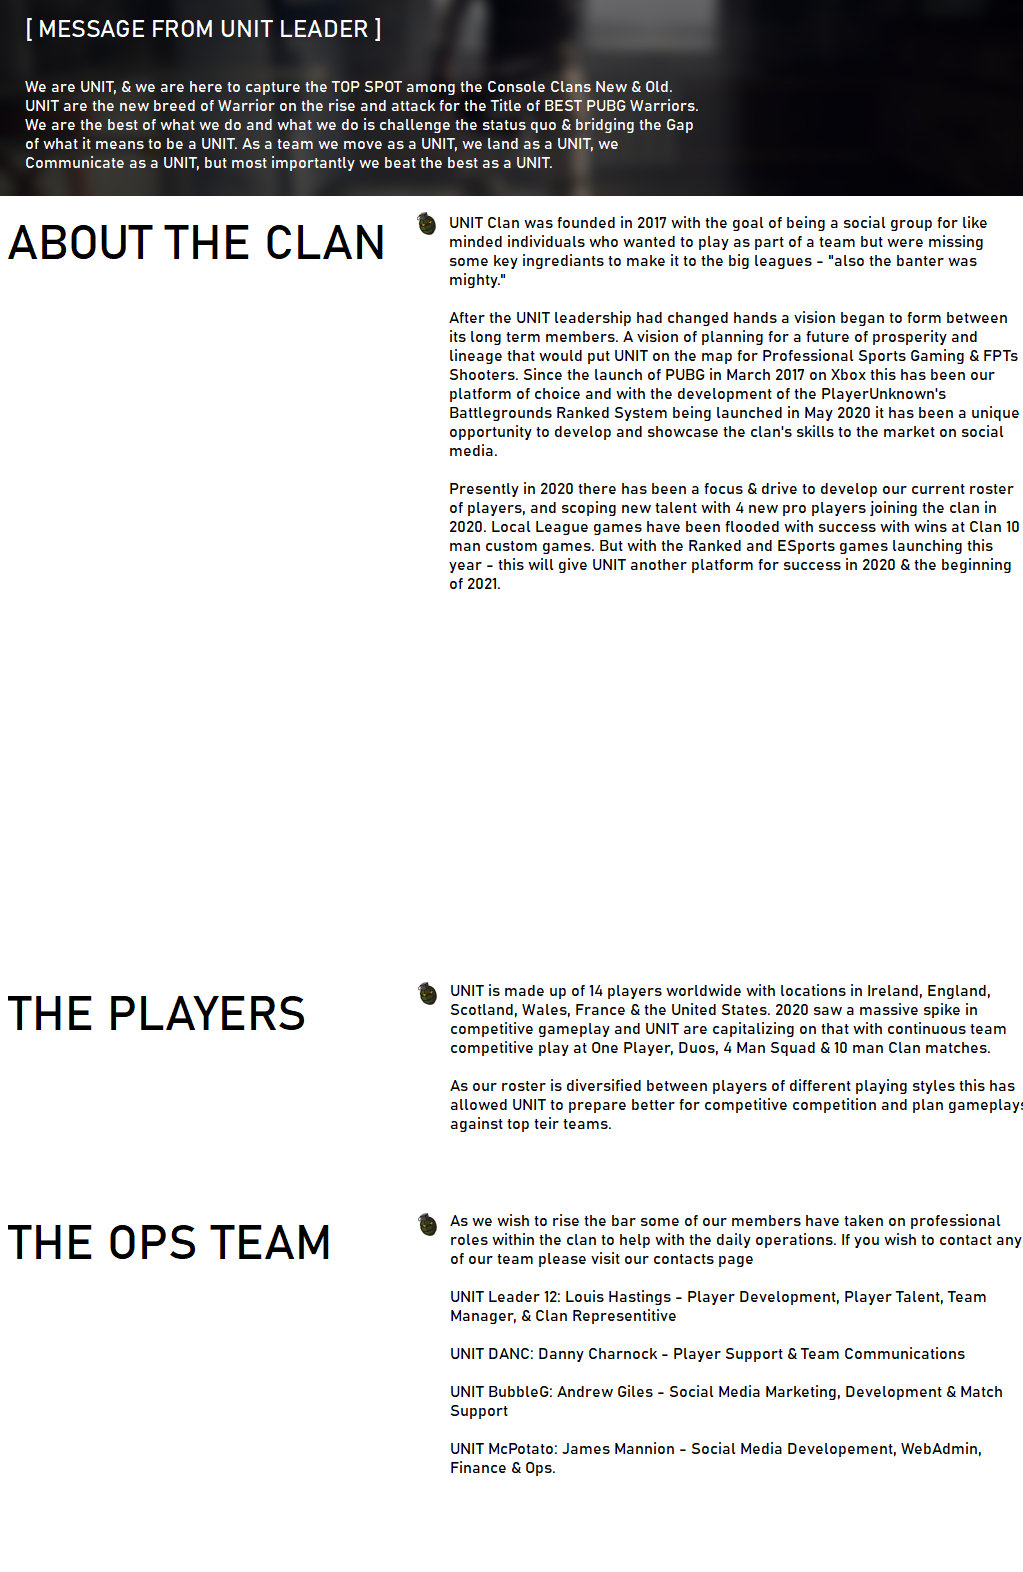 [ MESSAGE FROM UNIT LEADER ]
We are UNIT, & we are here to capture the TOP SPOT among the Console Clans New & Old.
UNIT are the new breed of Warrior on the rise and attack for the Title of BEST PUBG Warriors.
We are the best of what we do and what we do is challenge the status quo & bridging the Gap
of what it means to be a UNIT. As a team we move as a UNIT, we land as a UNIT, we
Communicate as a UNIT, but most importantly we beat the best as a UNIT.
ABOUT THE CLAN
UNIT Clan was founded in 2017 with the goal of being a social group for like
minded individuals who wanted to play as part of a team but were missing
some key ingrediants to make it to the big leagues - "also the banter was
mighty."
After the UNIT leadership had changed hands a vision began to form between
its long term members. A vision of planning for a future of prosperity and
lineage that would put UNIT on the map for Professional Sports Gaming & FPTs
Shooters. Since the launch of PUBG in March 2017 on Xbox this has been our
platform of choice and with the development of the PlayerUnknown's
Battlegrounds Ranked System being launched in May 2020 it has been a unique
opportunity to develop and showcase the clan's skills to the market on social
media.
Presently in 2020 there has been a focus & drive to develop our current roster
of players, and scoping new talent with 4 new pro players joining the clan in
2020. Local League games have been flooded with success with wins at Clan 10
man custom games. But with the Ranked and ESports games launching this
year - this will give UNIT another platform for success in 2020 & the beginning
of 2021.
THE PLAYERS
UNIT is made up of 14 players worldwide with locations in Ireland, England,
Scotland, Wales, France & the United States. 2020 saw a massive spike in
competitive gameplay and UNIT are capitalizing on that with continuous team
competitive play at One Player, Duos, 4 Man Squad & 10 man Clan matches.
As our roster is diversified between players of different playing styles this has
allowed UNIT to prepare better for competitive competition and plan gameplays
against top teir teams.
THE OPS TEAM
As we wish to rise the bar some of our members have taken on professional
roles within the clan to help with the daily operations. If you wish to contact any
of our team please visit our contacts page
UNIT Leader 12: Louis Hastings - Player Development, Player Talent, Team
Manager, & Clan Representitive
UNIT DANC: Danny Charnock - Player Support & Team Communications
UNIT BubbleG: Andrew Giles - Social Media Marketing, Development & Match
Support
UNIT McPotato: James Mannion - Social Media Developement, WebAdmin,
Finance & Ops.